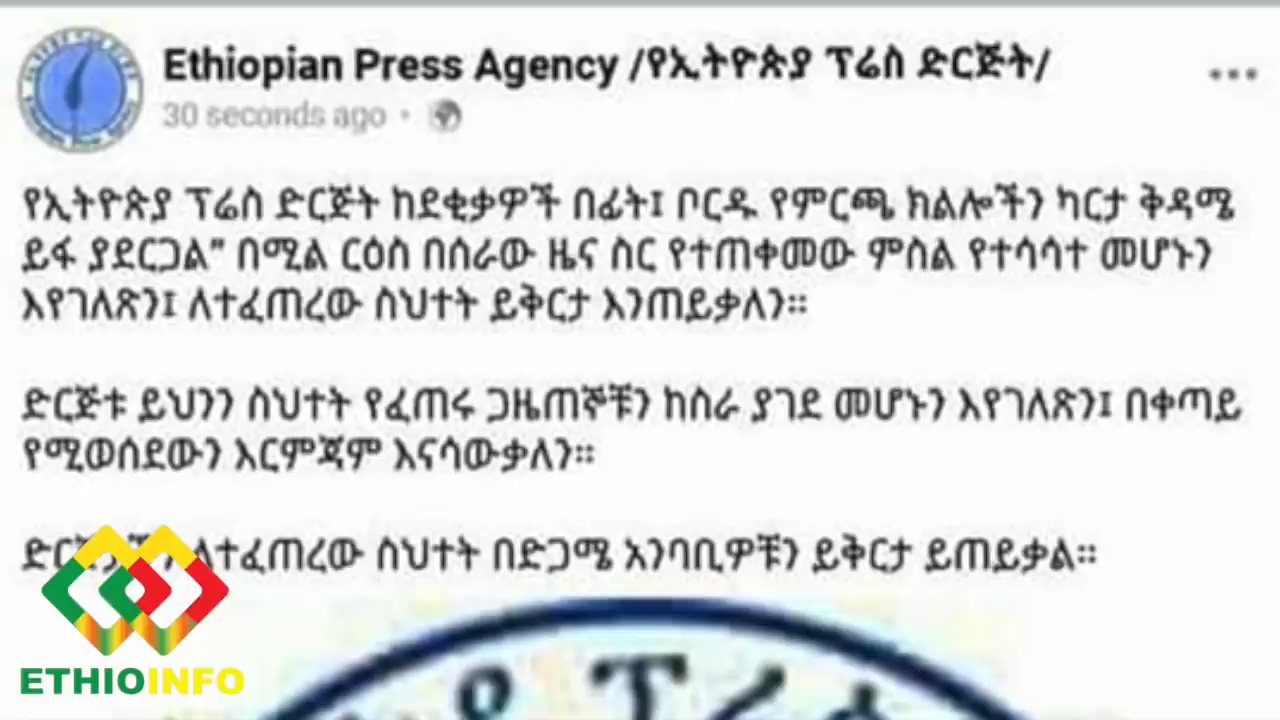 Ethiopian Press Agency /የኢትዮጵያ ፕሬስ ድርጅት/
30 seconds ago
የኢትዮጵያ ፕሬስ ድርጅት ከደቂቃዎች በፊት፤ ቦርዱ የምርጫ ክልሎችን ካርታ ቅዳሜ
ይፋ ያደርጋል" በሚል ርዕስ በሰራው ዜና ስር የተጠቀመው ምስል የተሳሳተ መሆኑን
እየገለጽን፤ ለተፈጠረው ስህተት ይቅርታ እንጠይቃለን።
ድርጅቱ ይህንን ስህተት የፈጠሩ ጋዜጠኞቹን ከስራ ያገደ መሆኑን እየገለጽን፤ በቀጣይ
የሚወሰደውን እርምጃም እናሳውቃለን።
ለተፈጠረው ስህተት በድጋሜ አንባቢዎቹን ይቅርታ ይጠይቃል።
ETHIOINFO